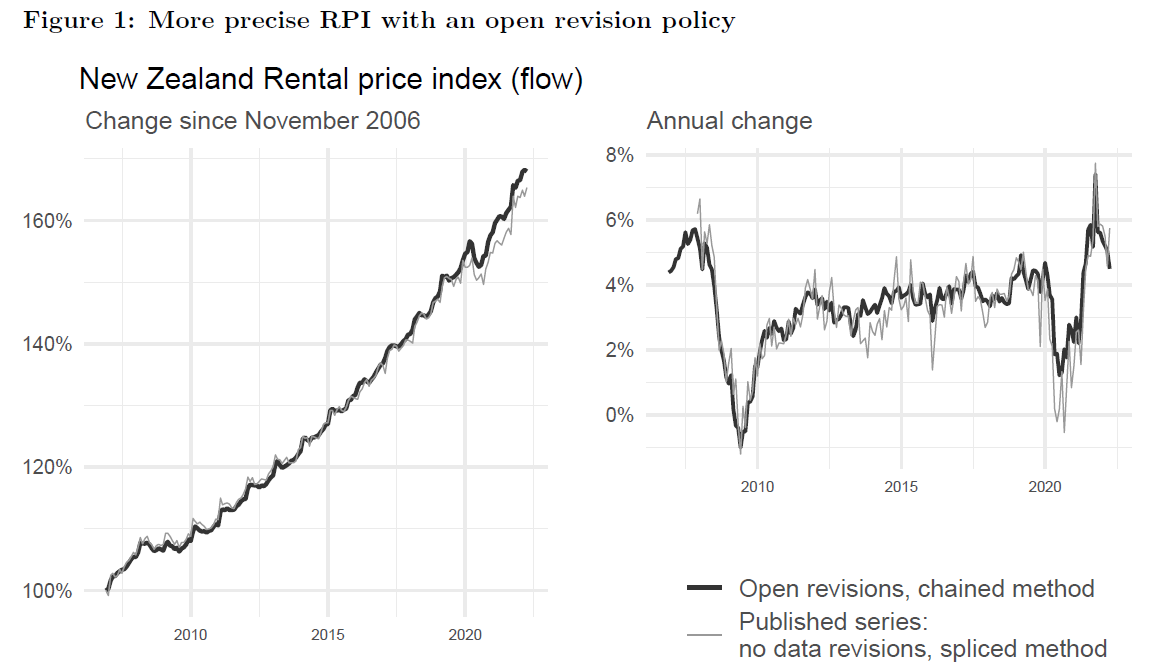 Figure 1: More precise RPI with an open revision policy
New Zealand Rental price index (flow)
Change since November 2006
160%
140%
120%
100%
2010 2015 2020
Annual change
8%
6%
4%
2%
0%
2010 2015 2020
Open revisions, chained method
Published series:
no data revisions, spliced method